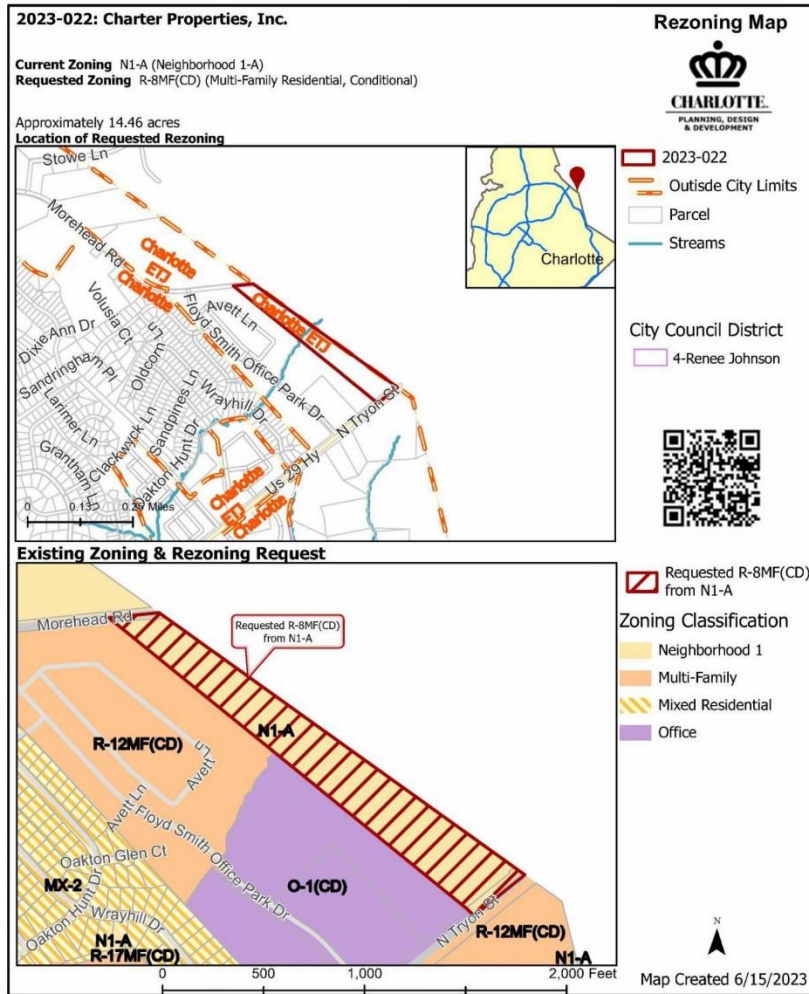 2023-022: Charter Properties, Inc.
Current Zoning N1-A (Neighborhood 1-A)
Requested Zoning R-8MF(CD) (Multi-Family Residential, Conditional)
Approximately 14.46 acres
Location of Requested Rezoning
Rezoning Map
CHARLOTTE.
PLANNING, DESIGN
& DEVELOPMENT
Stowe Ln
Morehead Rd
Charlotte
ETJ
Charlotte
Volusia Ct
Dixie Ann Dr
Oldcorn
Ln
Sandringham Pl
Larimer Ln
Grantham Ln
Clackwyck Ln
Sandpines Ln
Oakton Hunt Dr
Wrayhill Dr
Avett Ln
Floyd Smith Office Park Dr
Charlotte ETJ
N Tryon St
Us 29 Hy
Charlotte
ETJ
Charlotte
0 0.13 0.26 Miles
Charlotte
2023-022
Outisde City Limits
Parcel
Streams
City Council District
4-Renee Johnson
Existing Zoning & Rezoning Request
Morehead Rd
Requested R-8MF(CD)
from N1-A
N1-A
R-12MF(CD)
Avett
Ln
Avett Ln
Floyd Smith Office Park Dr
Oakton Glen Ct
MX-2
Oakton Hunt Dr
Wrayhill Dr
N1-A
R-17MF(CD)
O-1(CD)
N Tryon St
R-12MF(CD)
N1-A
0 500 1,000 2,000 Feet
Requested R-8MF(CD)
from N1-A
Zoning Classification
Neighborhood 1
Multi-Family
Mixed Residential
Office
N
Map Created 6/15/2023